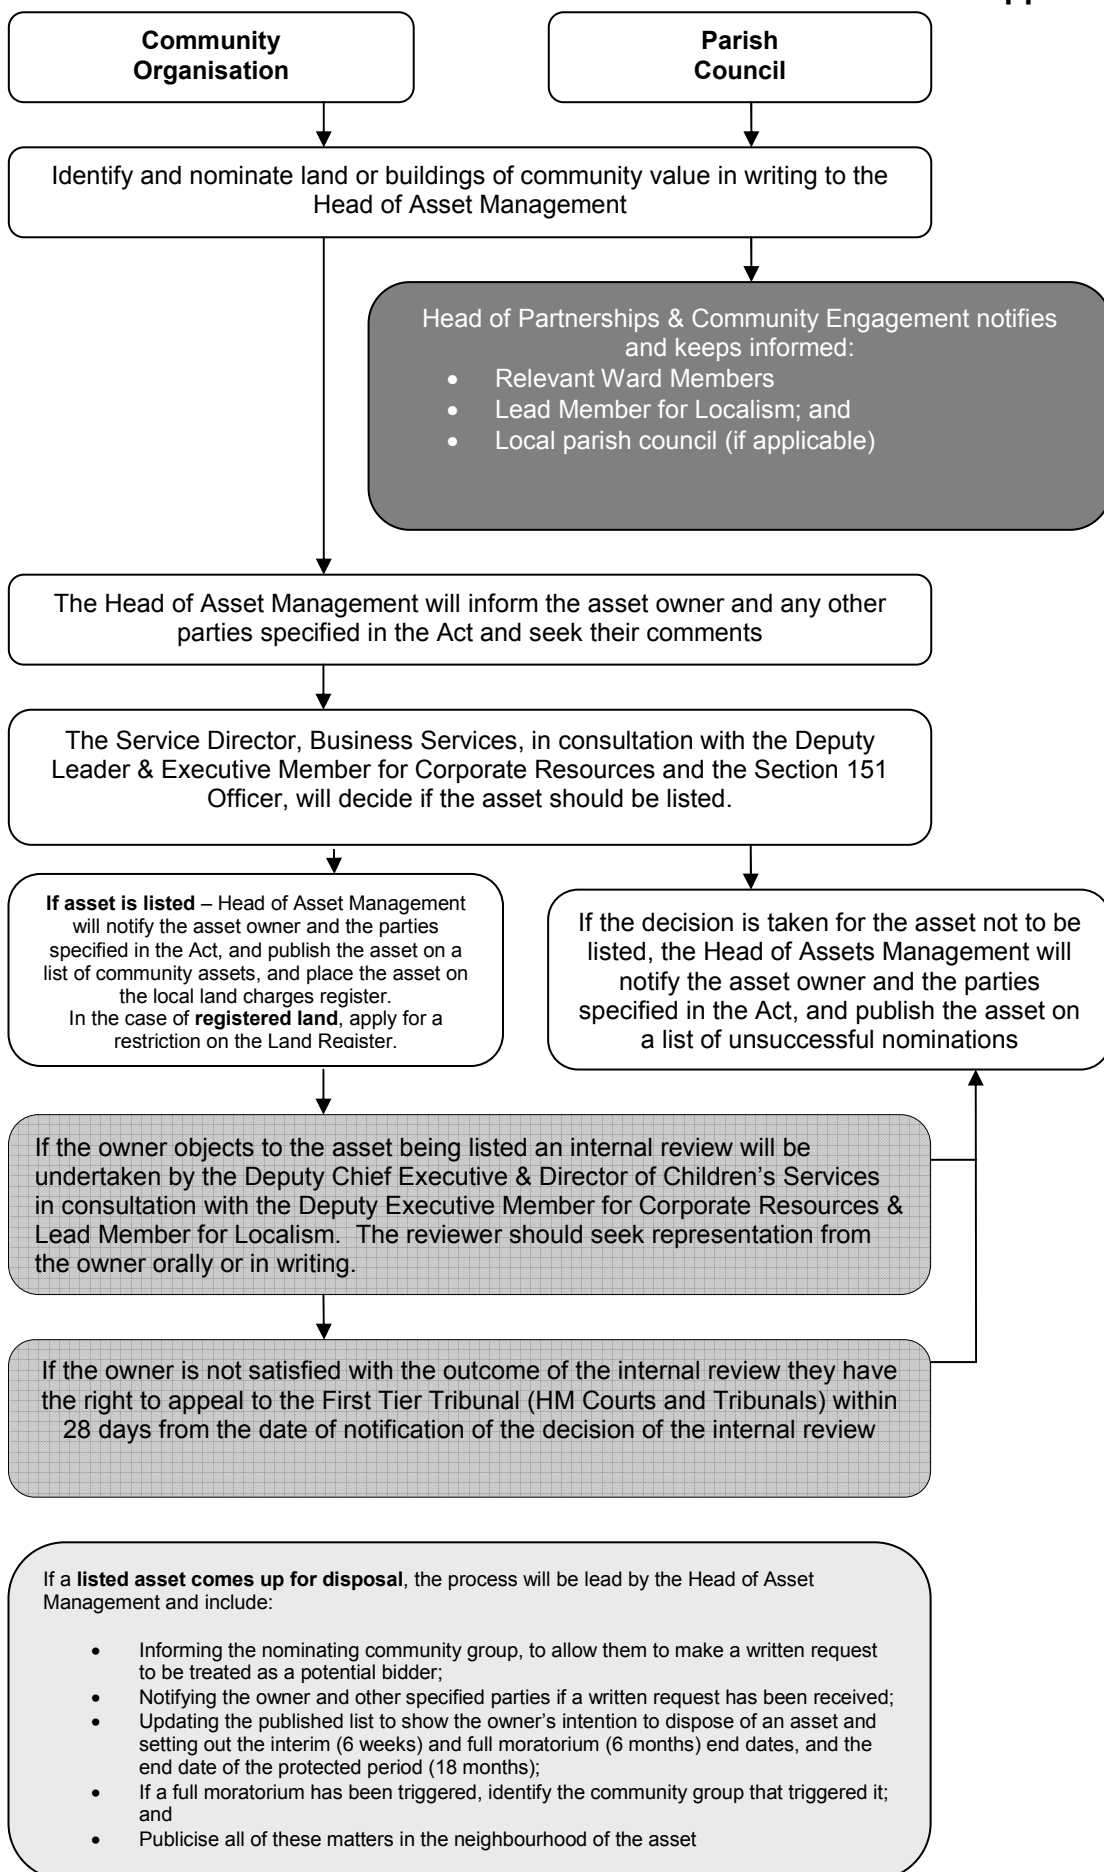 Community
Organisation
Parish
Council
Identify and nominate land or buildings of community value in writing to the
Head of Asset Management
Head of Partnerships & Community Engagement notifies
and keeps informed:
• Relevant Ward Members
• Lead Member for Localism; and
• Local parish council (if applicable)
The Head of Asset Management will inform the asset owner and any other
parties specified in the Act and seek their comments
The Service Director, Business Services, in consultation with the Deputy
Leader & Executive Member for Corporate Resources and the Section 151
Officer, will decide if the asset should be listed.
If asset is listed – Head of Asset Management
will notify the asset owner and the parties
specified in the Act, and publish the asset on a
list of community assets, and place the asset on
the local land charges register.
In the case of registered land, apply for a
restriction on the Land Register.
If the decision is taken for the asset not to be
listed, the Head of Assets Management will
notify the asset owner and the parties
specified in the Act, and publish the asset on
a list of unsuccessful nominations
If the owner objects to the asset being listed an internal review will be
undertaken by the Deputy Chief Executive & Director of Children's Services
in consultation with the Deputy Executive Member for Corporate Resources &
Lead Member for Localism. The reviewer should seek representation from
the owner orally or in writing.
If the owner is not satisfied with the outcome of the internal review they have
the right to appeal to the First Tier Tribunal (HM Courts and Tribunals) within
28 days from the date of notification of the decision of the internal review
If a listed asset comes up for disposal, the process will be lead by the Head of Asset
Management and include:
• Informing the nominating community group, to allow them to make a written request
to be treated as a potential bidder;
• Notifying the owner and other specified parties if a written request has been received;
• Updating the published list to show the owner's intention to dispose of an asset and
setting out the interim (6 weeks) and full moratorium (6 months) end dates, and the
end date of the protected period (18 months);
• If a full moratorium has been triggered, identify the community group that triggered it;
and
• Publicise all of these matters in the neighbourhood of the asset